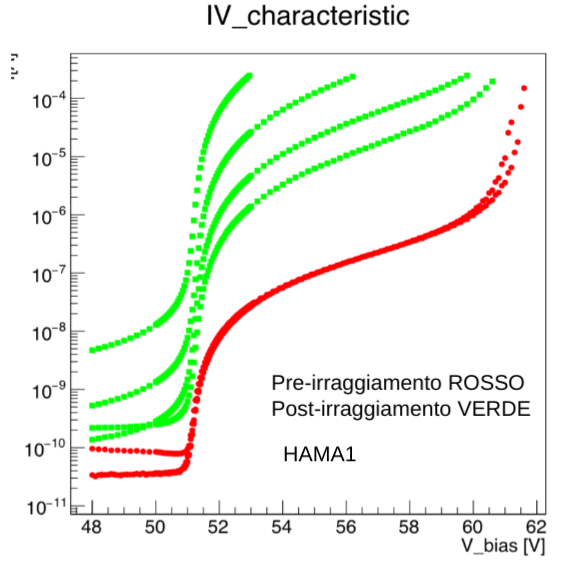 IV_characteristic
10⁻⁴
10⁻⁵
10⁻⁶
10⁻⁷
10⁻⁸
10⁻⁹
10⁻¹⁰
10⁻¹¹
Pre-irraggiamento ROSSO
Post-irraggiamento VERDE
HAMA1
48 50 52 54 56 58 60 62
V_bias [V]